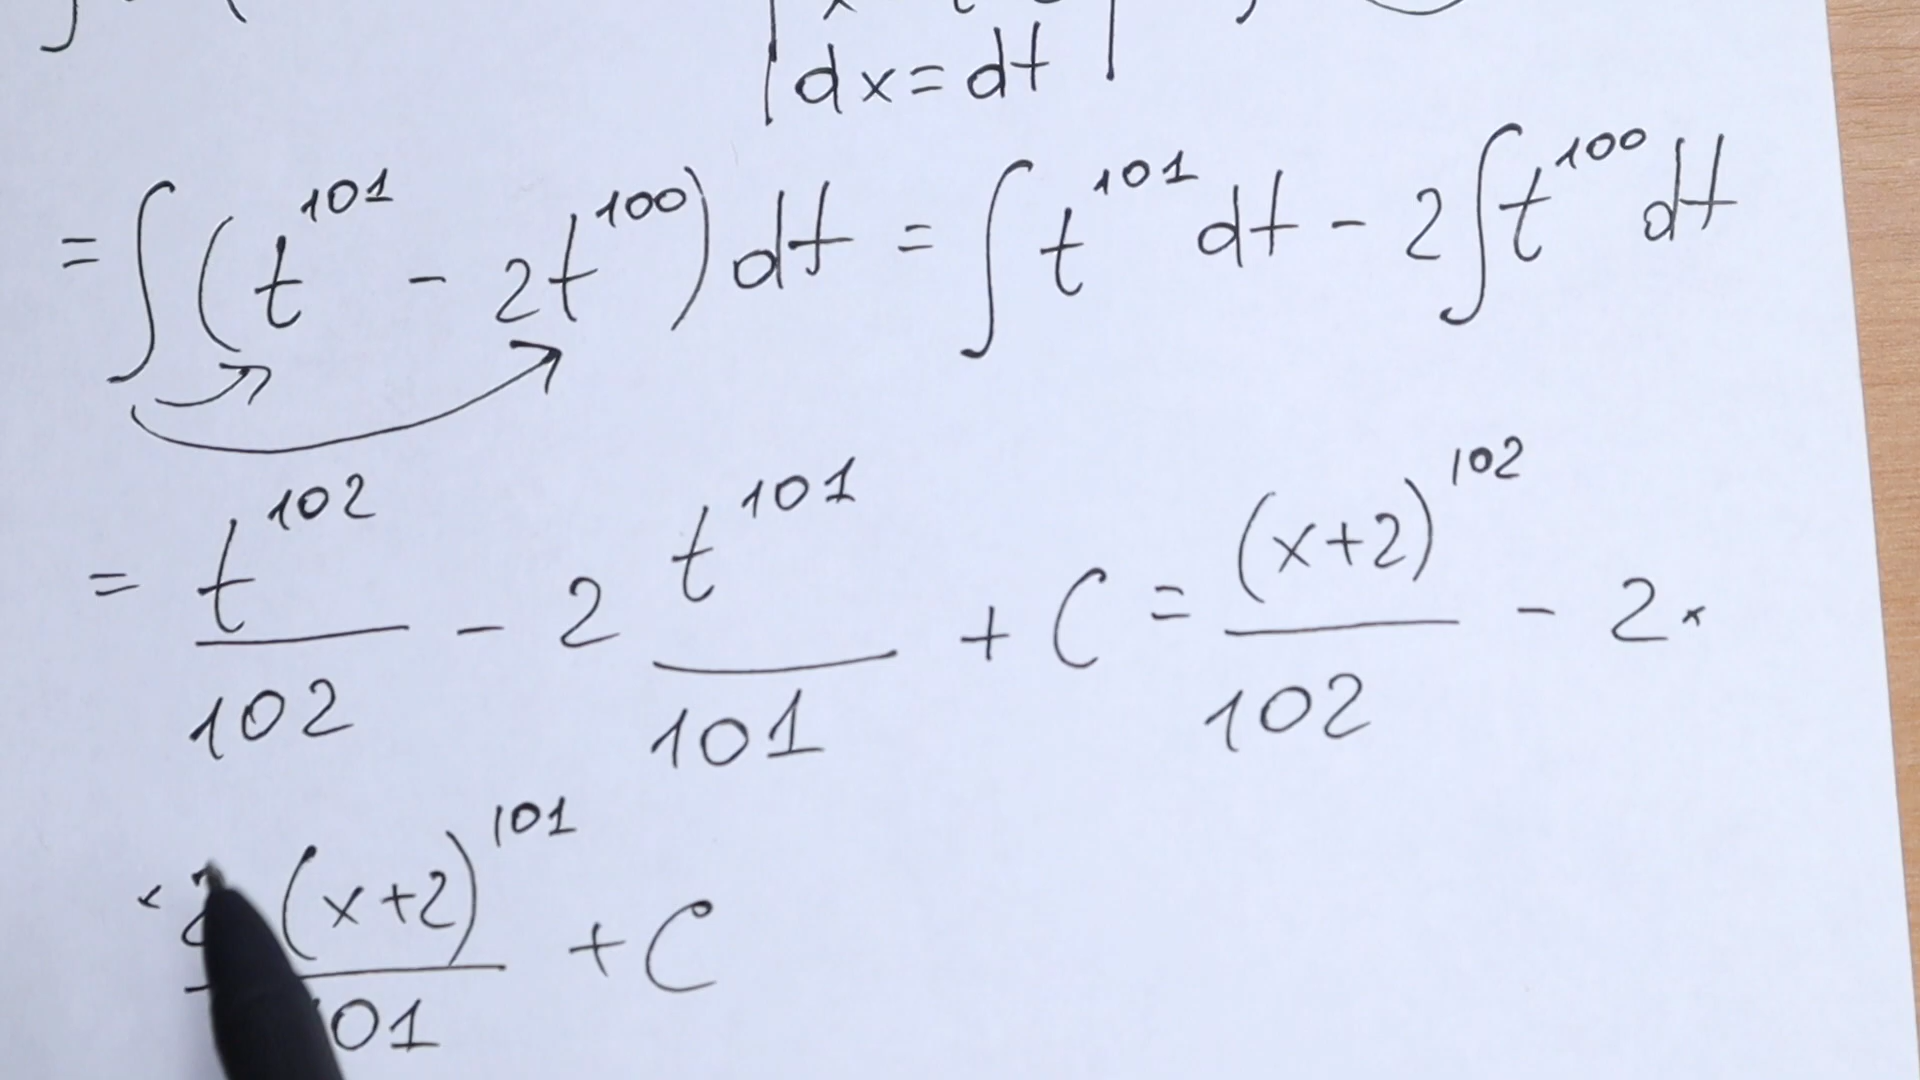 dx = dt
= ∫(t^101 - 2t^100)dt = ∫t^101 dt - 2∫t^100 dt
= t^102/102 - 2 t^101/101 + C = (x+2)^102/102 - 2×
× (x+2)^101/101 + C